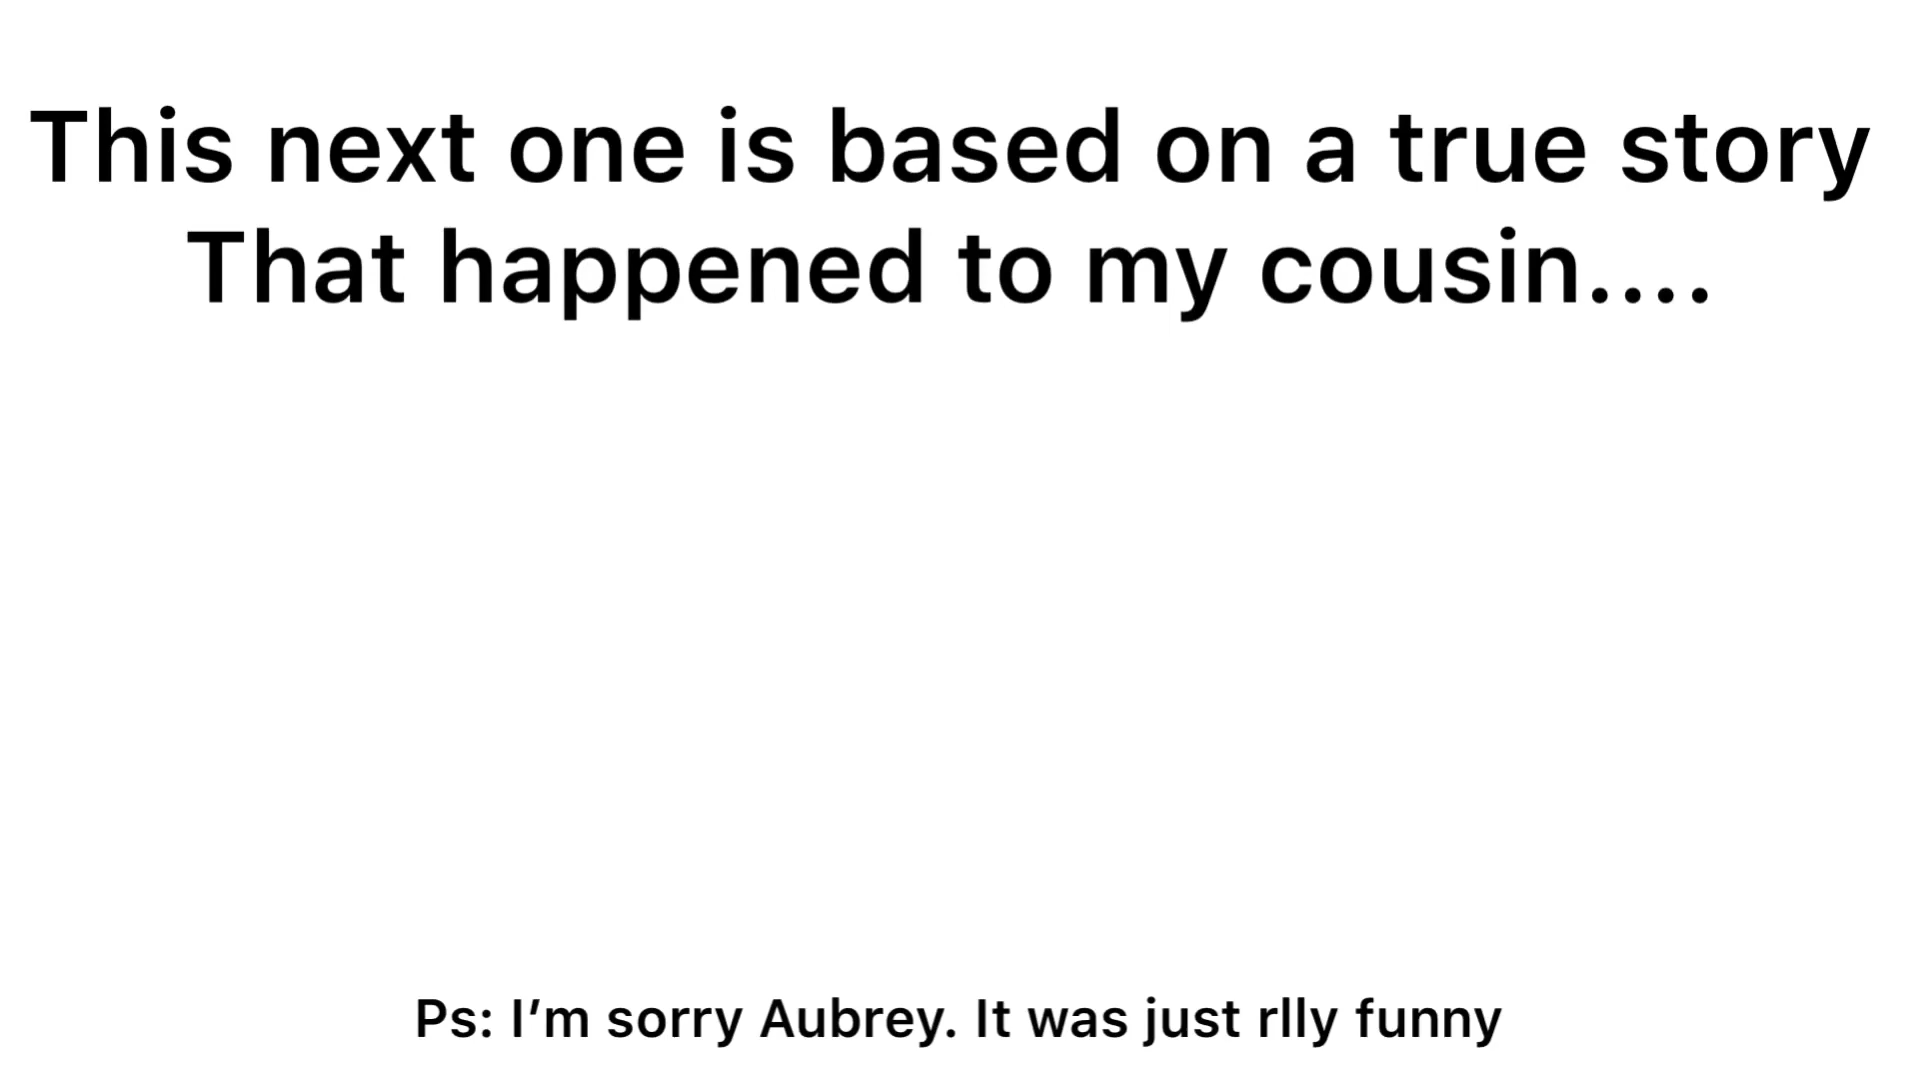 This next one is based on a true story
That happened to my cousin....
Ps: I’m sorry Aubrey. It was just rlly funny